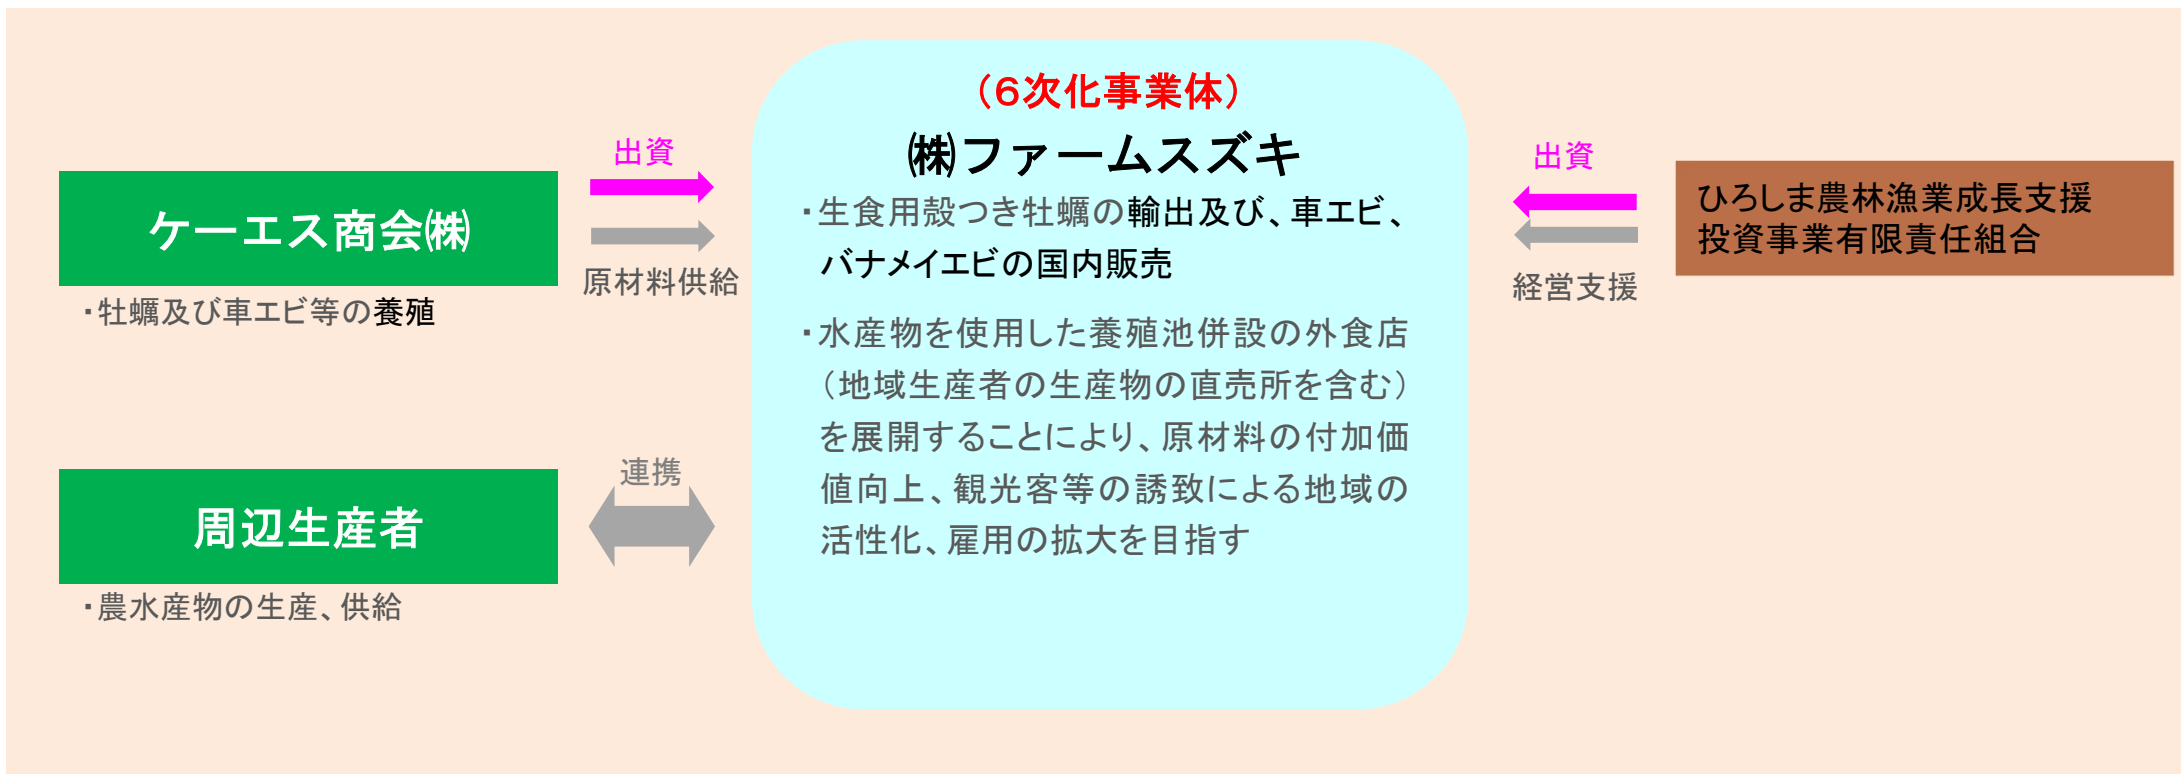 （６次化事業体）
㈱ファームスズキ
・生食用殻つき牡蠣の輸出及び、車エビ、
バナメイエビの国内販売
・水産物を使用した養殖池併設の外食店
（地域生産者の生産物の直売所を含む）
を展開することにより、原材料の付加価
値向上、観光客等の誘致による地域の
活性化、雇用の拡大を目指す
出資
ケーエス商会㈱
原材料供給
・牡蠣及び車エビ等の養殖
連携
周辺生産者
・農水産物の生産、供給
出資
ひろしま農林漁業成長支援
投資事業有限責任組合
経営支援